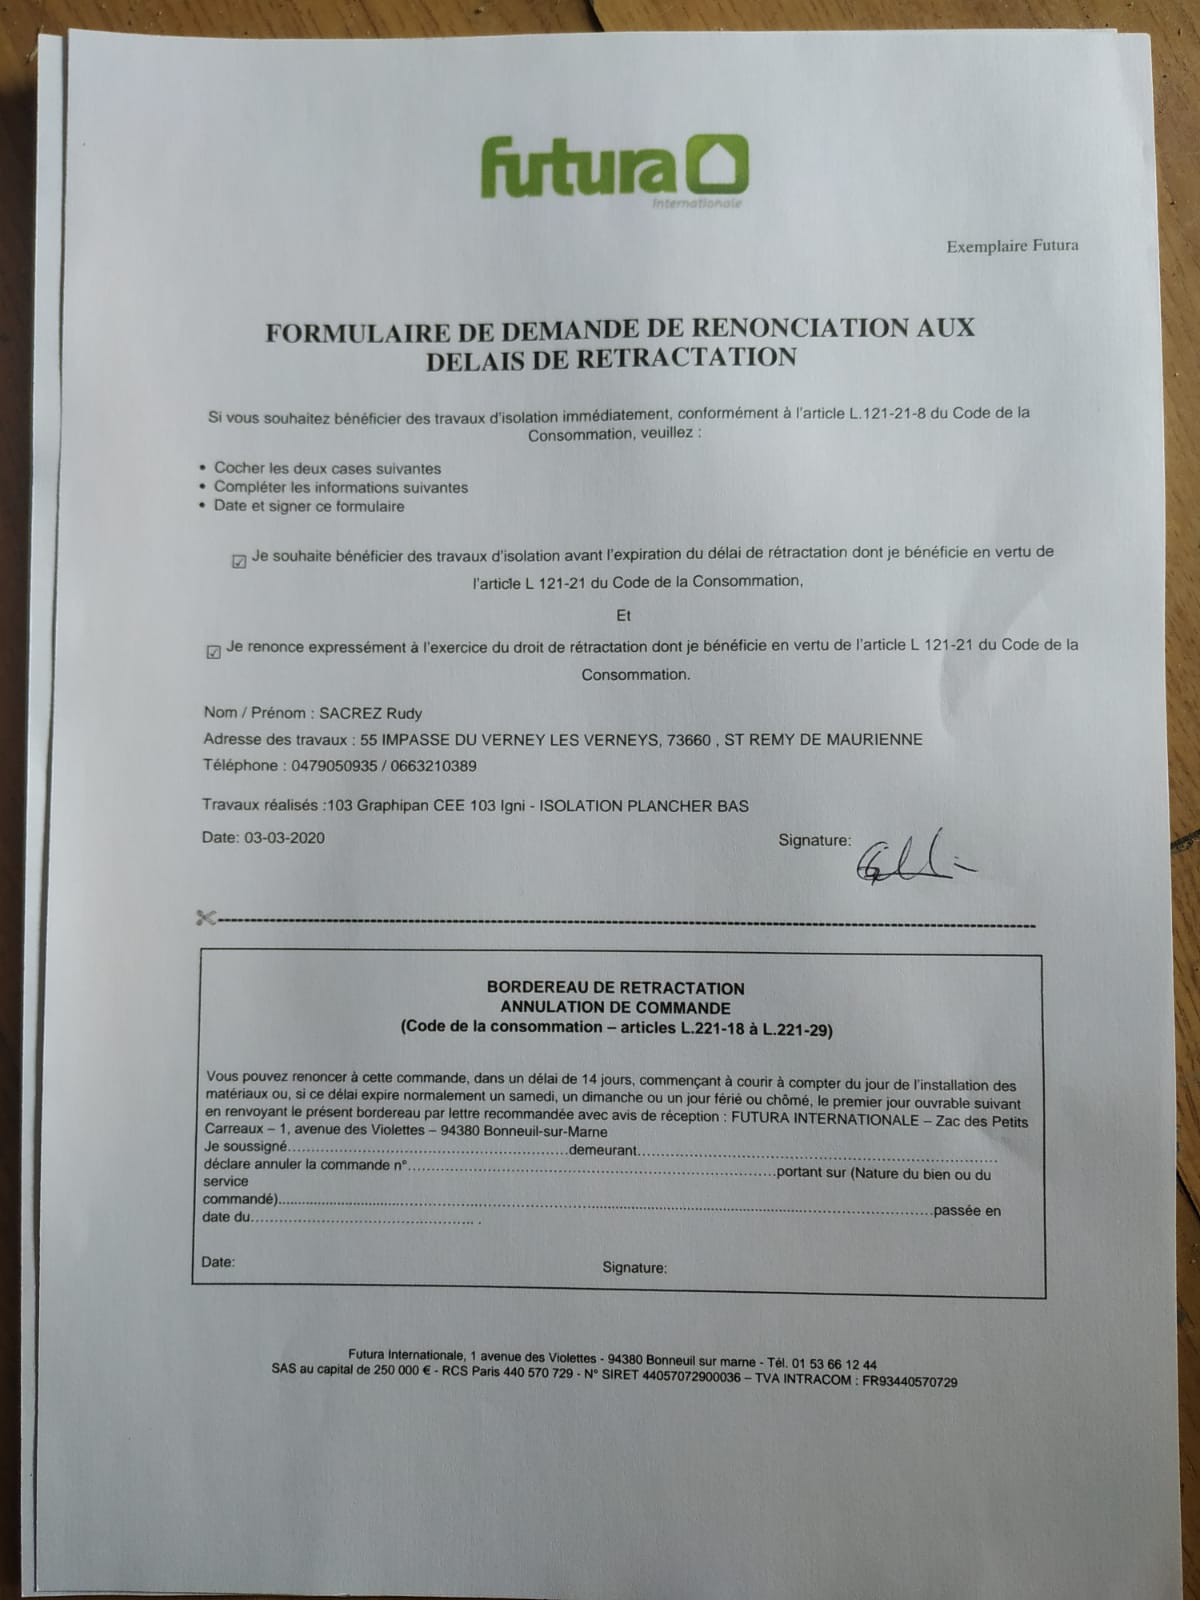 futura
Internationale
Exemplaire Futura
FORMULAIRE DE DEMANDE DE RENONCIATION AUX
DELAIS DE RETRACTATION
Si vous souhaitez bénéficier des travaux d'isolation immédiatement, conformément à l'article L.121-21-8 du Code de la
Consommation, veuillez :
• Cocher les deux cases suivantes
• Compléter les informations suivantes
• Date et signer ce formulaire
☑ Je souhaite bénéficier des travaux d'isolation avant l'expiration du délai de rétractation dont je bénéficie en vertu de
l'article L 121-21 du Code de la Consommation,
Et
☑ Je renonce expressément à l'exercice du droit de rétractation dont je bénéficie en vertu de l'article L 121-21 du Code de la
Consommation.
Nom / Prénom : SACREZ Rudy
Adresse des travaux : 55 IMPASSE DU VERNEY LES VERNEYS, 73660 , ST REMY DE MAURIENNE
Téléphone : 0479050935 / 0663210389
Travaux réalisés :103 Graphipan CEE 103 Igni - ISOLATION PLANCHER BAS
Date: 03-03-2020 Signature:
BORDEREAU DE RETRACTATION
ANNULATION DE COMMANDE
(Code de la consommation – articles L.221-18 à L.221-29)
Vous pouvez renoncer à cette commande, dans un délai de 14 jours, commençant à courir à compter du jour de l'installation des
matériaux ou, si ce délai expire normalement un samedi, un dimanche ou un jour férié ou chômé, le premier jour ouvrable suivant
en renvoyant le présent bordereau par lettre recommandée avec avis de réception : FUTURA INTERNATIONALE – Zac des Petits
Carreaux – 1, avenue des Violettes – 94380 Bonneuil-sur-Marne
Je soussigné......................................................................demeurant..........................................................................................
déclare annuler la commande n°............................................................................................portant sur (Nature du bien ou du
service
commandé)..................................................................................................................................................................passée en
date du........................................................ .
Date: Signature:
Futura Internationale, 1 avenue des Violettes - 94380 Bonneuil sur marne - Tél. 01 53 66 12 44
SAS au capital de 250 000 € - RCS Paris 440 570 729 - N° SIRET 44057072900036 – TVA INTRACOM : FR93440570729